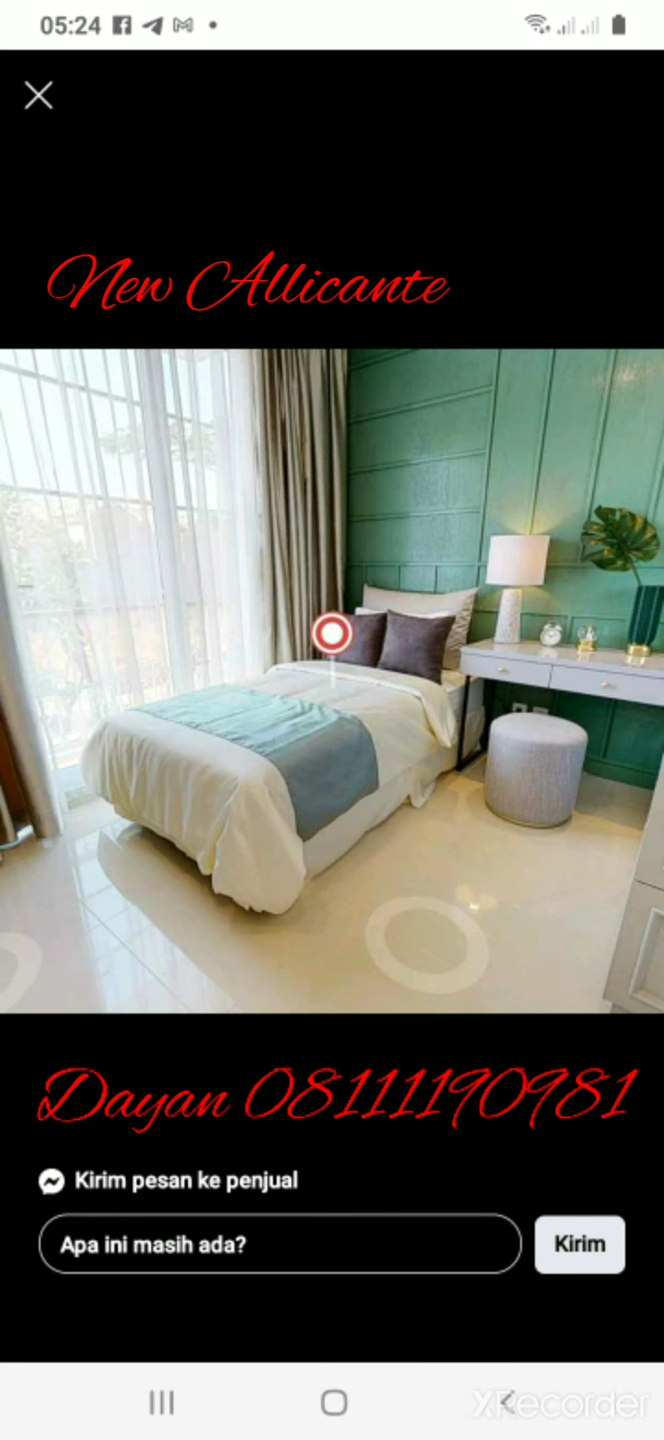 05:24
New Allicante
Dayan 08111190981
Kirim pesan ke penjual
Apa ini masih ada?
Kirim
XRecorder